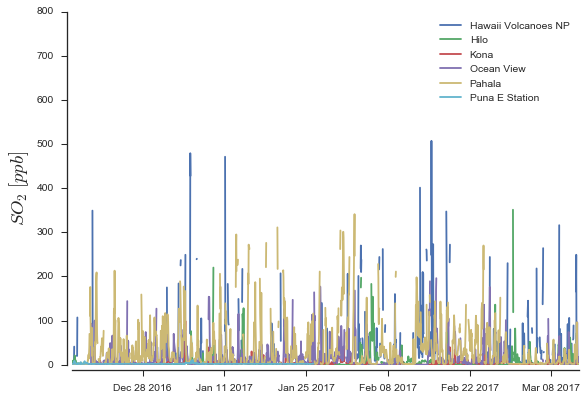 800
700
600
500
400
300
200
100
0
SO2 [ppb]
Hawaii Volcanoes NP
Hilo
Kona
Ocean View
Pahala
Puna E Station
Dec 28 2016
Jan 11 2017
Jan 25 2017
Feb 08 2017
Feb 22 2017
Mar 08 2017